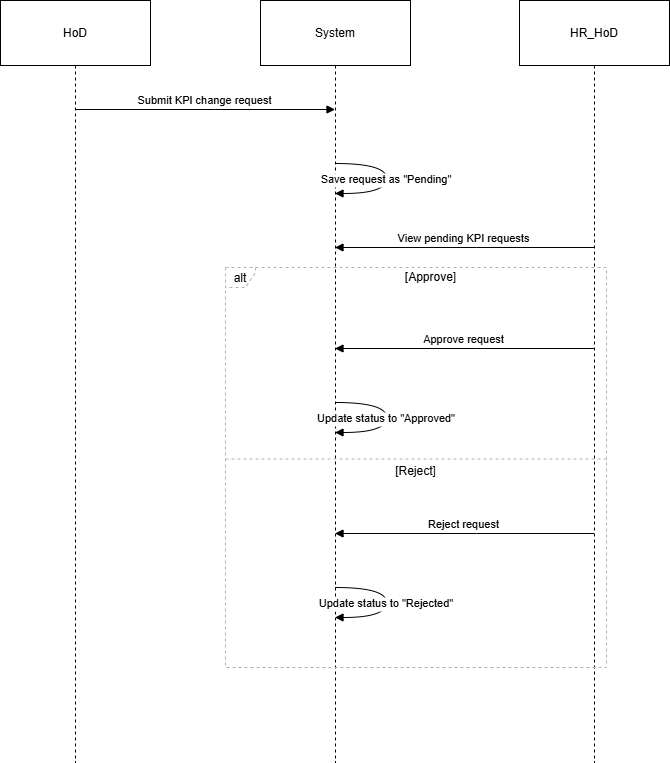 HoD
System
HR_HoD
Submit KPI change request
Save request as "Pending"
View pending KPI requests
alt
[Approve]
Approve request
Update status to "Approved"
[Reject]
Reject request
Update status to "Rejected"